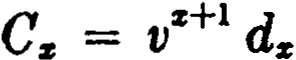 C_x = v^{x+1} d_x